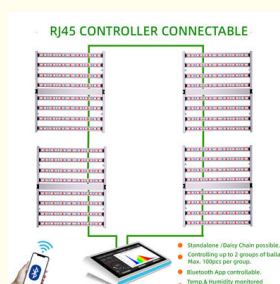 RJ45 CONTROLLER CONNECTABLE
Standalone /Daisy Chain possible.
Controlling up to 2 groups of balla
Max. 100pcs per group.
Bluetooth App controllable.
Temp.& Humidity monitored